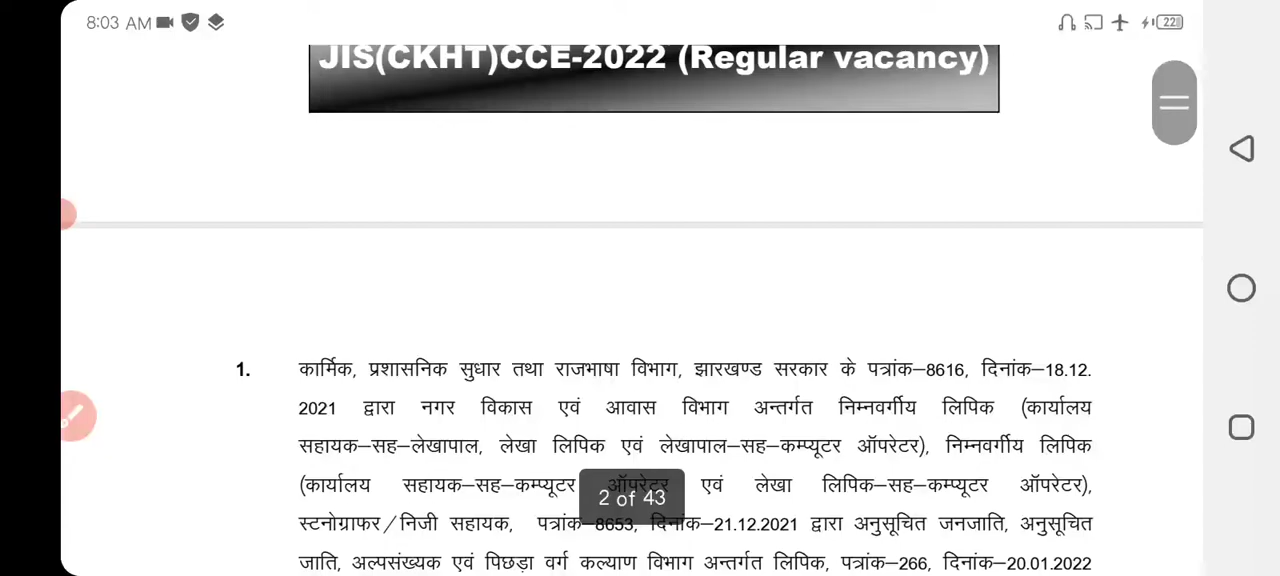 8:03 AM
22
JIS(CKHT)CCE-2022 (Regular vacancy)
1. कार्मिक, प्रशासनिक सुधार तथा राजभाषा विभाग, झारखण्ड सरकार के पत्रांक–8616, दिनांक–18.12.
2021 द्वारा नगर विकास एवं आवास विभाग अन्तर्गत निम्नवर्गीय लिपिक (कार्यालय
सहायक–सह–लेखापाल, लेखा लिपिक एवं लेखापाल–सह–कम्प्यूटर ऑपरेटर), निम्नवर्गीय लिपिक
(कार्यालय सहायक–सह–कम्प्यूटर ऑपरेटर एवं लेखा लिपिक–सह–कम्प्यूटर ऑपरेटर),
2 of 43
स्टनोग्राफर/निजी सहायक, पत्रांक–8653, दिनांक–21.12.2021 द्वारा अनुसूचित जनजाति, अनुसूचित
जाति, अल्पसंख्यक एवं पिछड़ा वर्ग कल्याण विभाग अन्तर्गत लिपिक, पत्रांक–266, दिनांक–20.01.2022